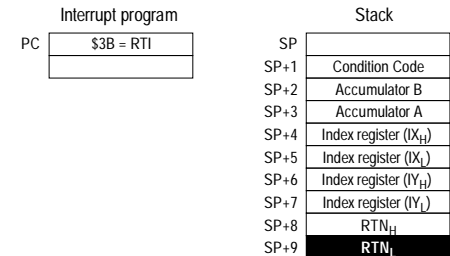 Interrupt program
PC $3B = RTI
Stack
SP
SP+1 Condition Code
SP+2 Accumulator B
SP+3 Accumulator A
SP+4 Index register (IXH)
SP+5 Index register (IXL)
SP+6 Index register (IYH)
SP+7 Index register (IYL)
SP+8 RTNH
SP+9 RTNL